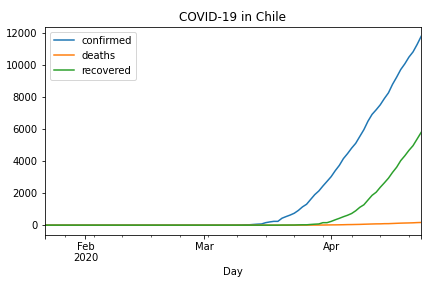 COVID-19 in Chile
confirmed
deaths
recovered
12000
10000
8000
6000
4000
2000
0
Feb
2020
Mar
Apr
Day